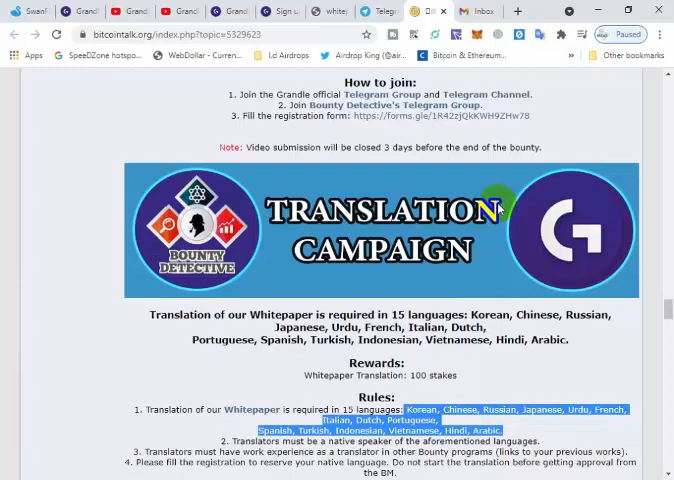 SwanF
Grand
Grandl
Grandl
Grandl
Sign u
white
Telegr
Inbox
bitcointalk.org/index.php?topic=5329623
Paused
Apps
SpeedZone hotspo...
WebDollar - Currenc...
I.d Airdrops
Airdrop King (@air...
Bitcoin & Ethereum...
Other bookmarks
How to join:
1. Join the Grandle official Telegram Group and Telegram Channel.
2. Join Bounty Detective's Telegram Group.
3. Fill the registration form: https://forms.gle/1R42zjQkKWH9ZHw78
Note: Video submission will be closed 3 days before the end of the bounty.
BOUNTY
DETECTIVE
TRANSLATION
CAMPAIGN
G
Translation of our Whitepaper is required in 15 languages: Korean, Chinese, Russian,
Japanese, Urdu, French, Italian, Dutch,
Portuguese, Spanish, Turkish, Indonesian, Vietnamese, Hindi, Arabic.
Rewards:
Whitepaper Translation: 100 stakes
Rules:
1. Translation of our Whitepaper is required in 15 languages: Korean, Chinese, Russian, Japanese, Urdu, French,
Italian, Dutch, Portuguese,
Spanish, Turkish, Indonesian, Vietnamese, Hindi, Arabic.
2. Translators must be a native speaker of the aforementioned languages.
3. Translators must have work experience as a translator in other Bounty programs (links to your previous works).
4. Please fill the registration to reserve your native language. Do not start the translation before getting approval from
the BM.